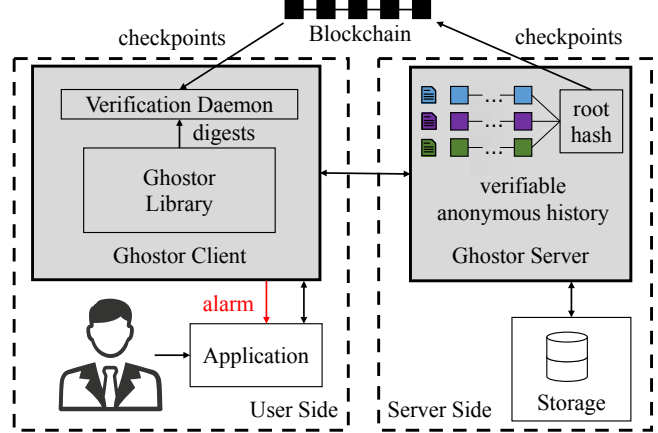 checkpoints
Blockchain
checkpoints
Verification Daemon
digests
Ghostor
Library
Ghostor Client
alarm
Application
User Side
...
...
...
root
hash
verifiable
anonymous history
Ghostor Server
Storage
Server Side